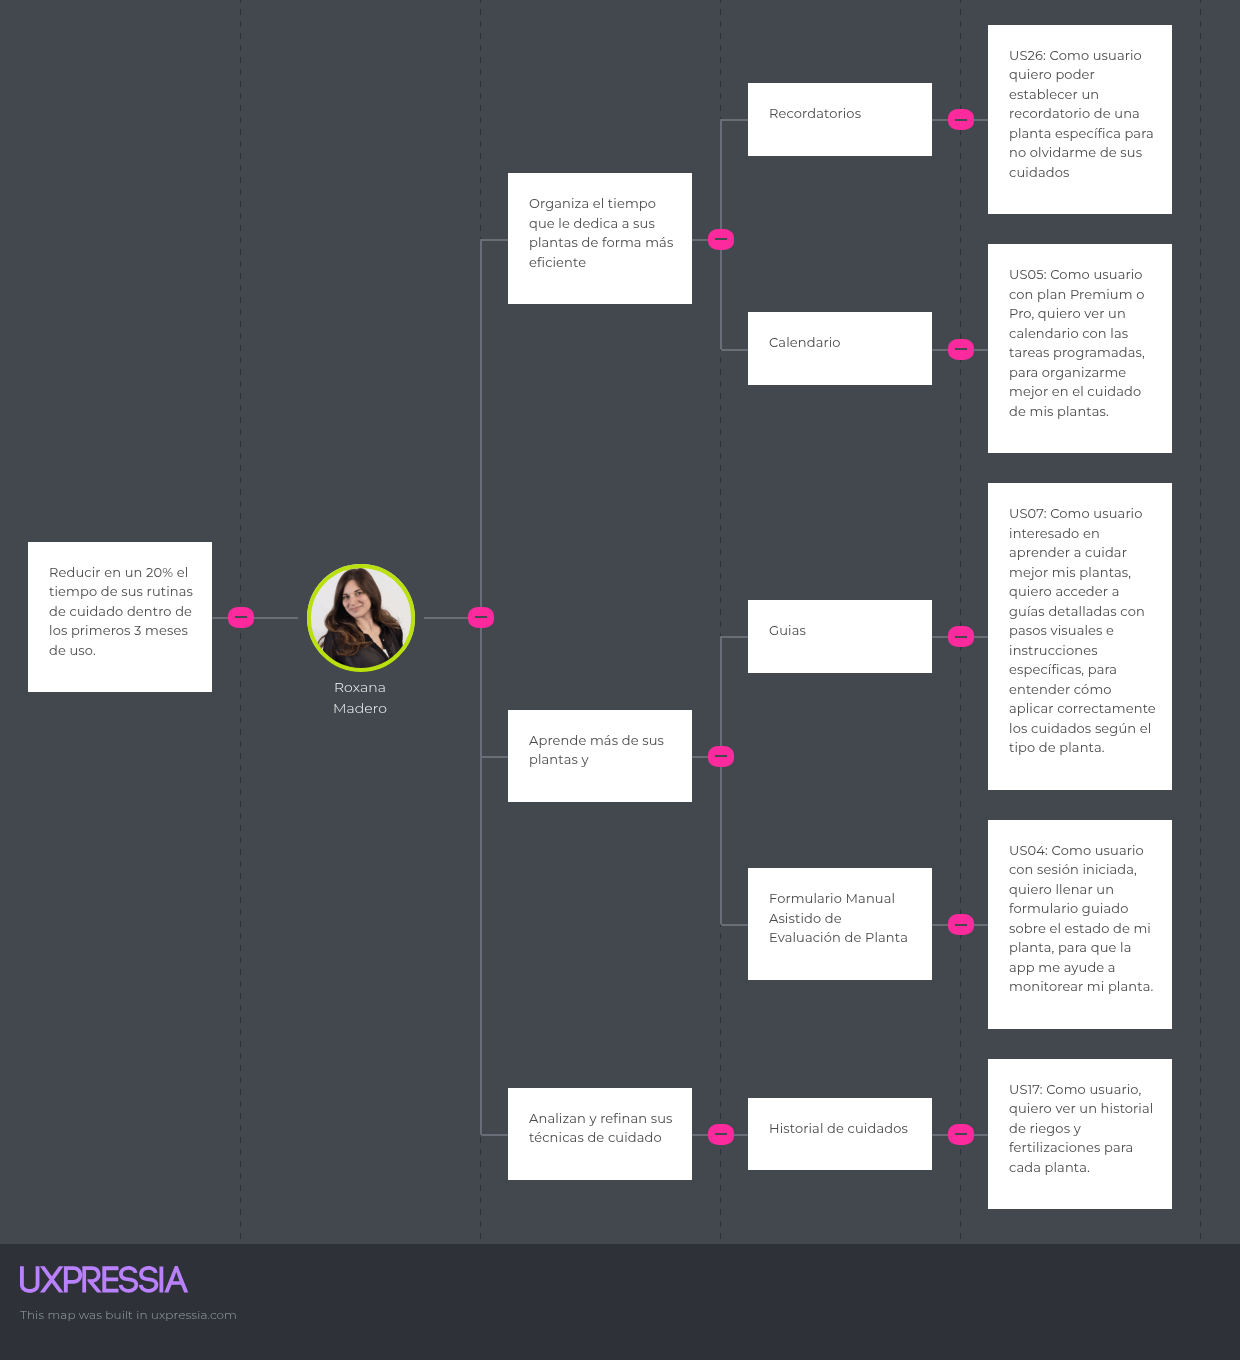 Reducir en un 20% el
tiempo de sus rutinas
de cuidado dentro de
los primeros 3 meses
de uso.
Roxana
Madero
Organiza el tiempo
que le dedica a sus
plantas de forma más
eficiente
Recordatorios
US26: Como usuario
quiero poder
establecer un
recordatorio de una
planta específica para
no olvidarme de sus
cuidados
Calendario
US05: Como usuario
con plan Premium o
Pro, quiero ver un
calendario con las
tareas programadas,
para organizarme
mejor en el cuidado
de mis plantas.
Aprende más de sus
plantas y
Guias
US07: Como usuario
interesado en
aprender a cuidar
mejor mis plantas,
quiero acceder a
guías detalladas con
pasos visuales e
instrucciones
específicas, para
entender cómo
aplicar correctamente
los cuidados según el
tipo de planta.
Formulario Manual
Asistido de
Evaluación de Planta
US04: Como usuario
con sesión iniciada,
quiero llenar un
formulario guiado
sobre el estado de mi
planta, para que la
app me ayude a
monitorear mi planta.
Analizan y refinan sus
técnicas de cuidado
Historial de cuidados
US17: Como usuario,
quiero ver un historial
de riegos y
fertilizaciones para
cada planta.
UXPRESSIA
This map was built in uxpressia.com